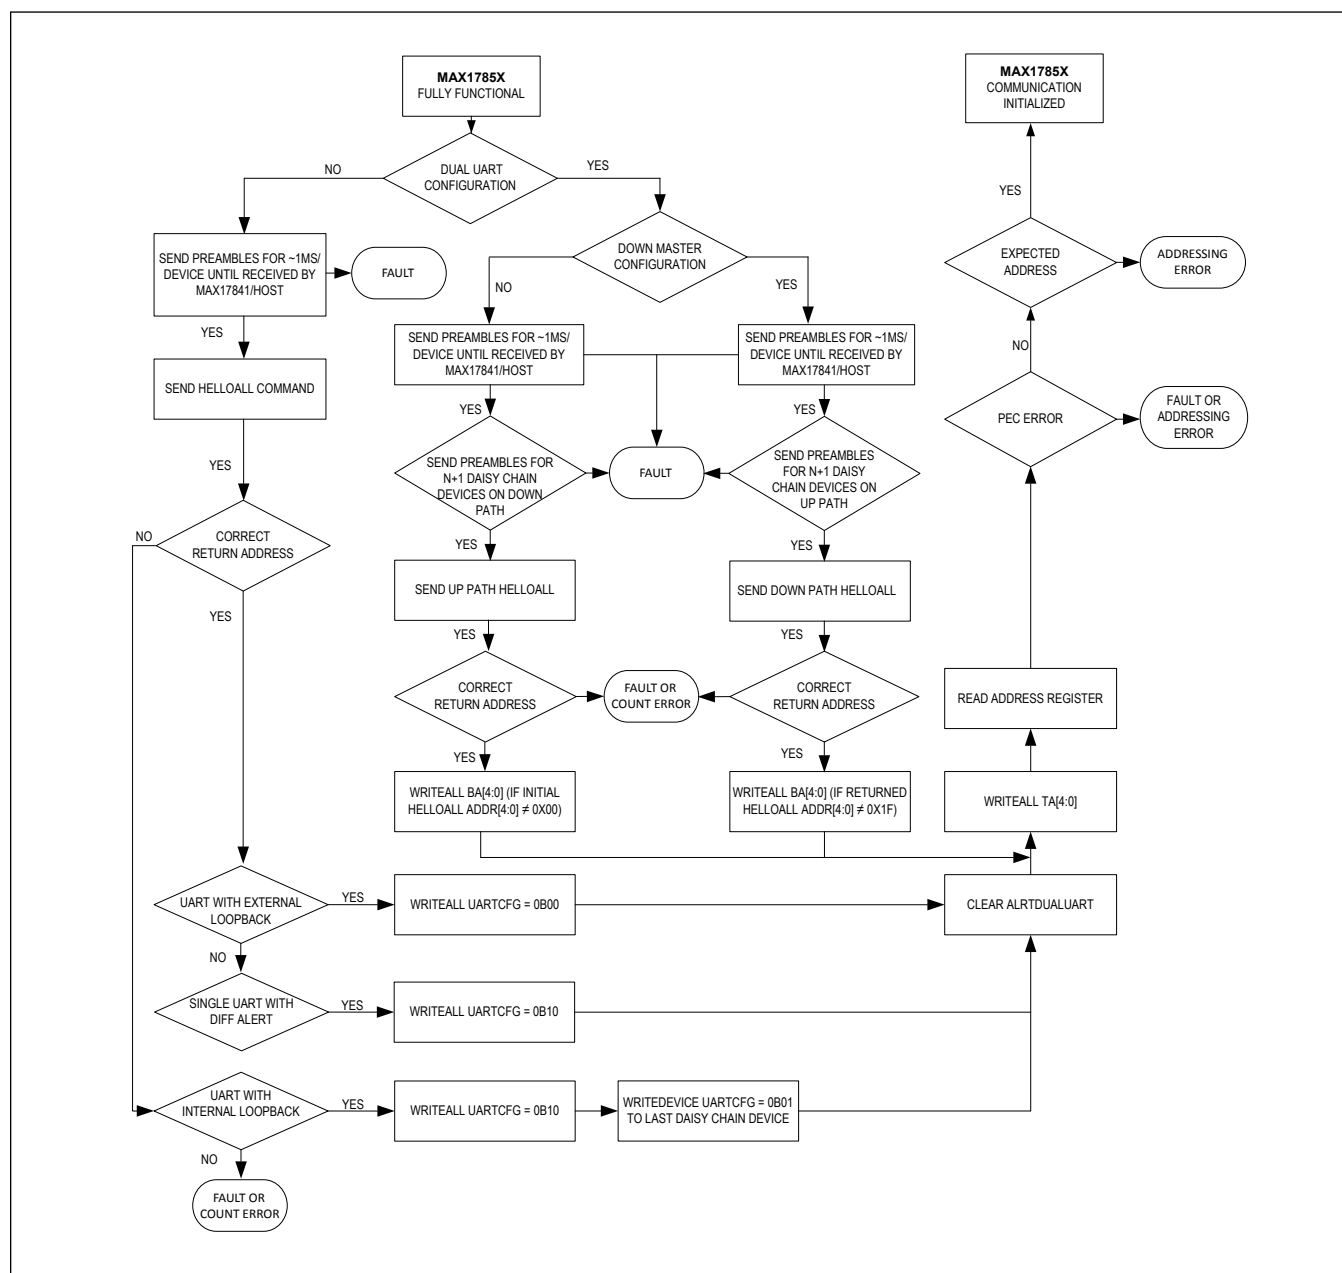 MAX1785X
FULLY FUNCTIONAL
MAX1785X
COMMUNICATION
INITIALIZED
NO
DUAL UART
CONFIGURATION
YES
YES
SEND PREAMBLES FOR ~1MS/
DEVICE UNTIL RECEIVED BY
MAX17841/HOST
FAULT
DOWN MASTER
CONFIGURATION
EXPECTED
ADDRESS
ADDRESSING
ERROR
NO
YES
YES
SEND PREAMBLES FOR ~1MS/
DEVICE UNTIL RECEIVED BY
MAX17841/HOST
SEND PREAMBLES FOR ~1MS/
DEVICE UNTIL RECEIVED BY
MAX17841/HOST
NO
SEND HELLOALL COMMAND
YES
YES
PEC ERROR
FAULT OR
ADDRESSING
ERROR
YES
SEND PREAMBLES FOR
N+1 DAISY CHAIN
DEVICES ON DOWN
PATH
FAULT
SEND PREAMBLES
FOR N+1 DAISY
CHAIN DEVICES ON
UP PATH
NO
CORRECT
RETURN ADDRESS
YES
YES
SEND UP PATH HELLOALL
SEND DOWN PATH HELLOALL
YES
YES
YES
CORRECT
RETURN ADDRESS
FAULT OR
COUNT ERROR
CORRECT
RETURN ADDRESS
READ ADDRESS REGISTER
YES
YES
WRITEALL BA[4:0] (IF INITIAL
HELLOALL ADDR[4:0] ≠ 0X00)
WRITEALL BA[4:0] (IF RETURNED
HELLOALL ADDR[4:0] ≠ 0X1F)
WRITEALL TA[4:0]
UART WITH EXTERNAL
LOOPBACK
YES
WRITEALL UARTCFG = 0B00
CLEAR ALRTDUALUART
NO
SINGLE UART WITH
DIFF ALERT
YES
WRITEALL UARTCFG = 0B10
UART WITH
INTERNAL LOOPBACK
YES
WRITEALL UARTCFG = 0B10
WRITEDEVICE UARTCFG = 0B01
TO LAST DAISY CHAIN DEVICE
NO
FAULT OR
COUNT ERROR